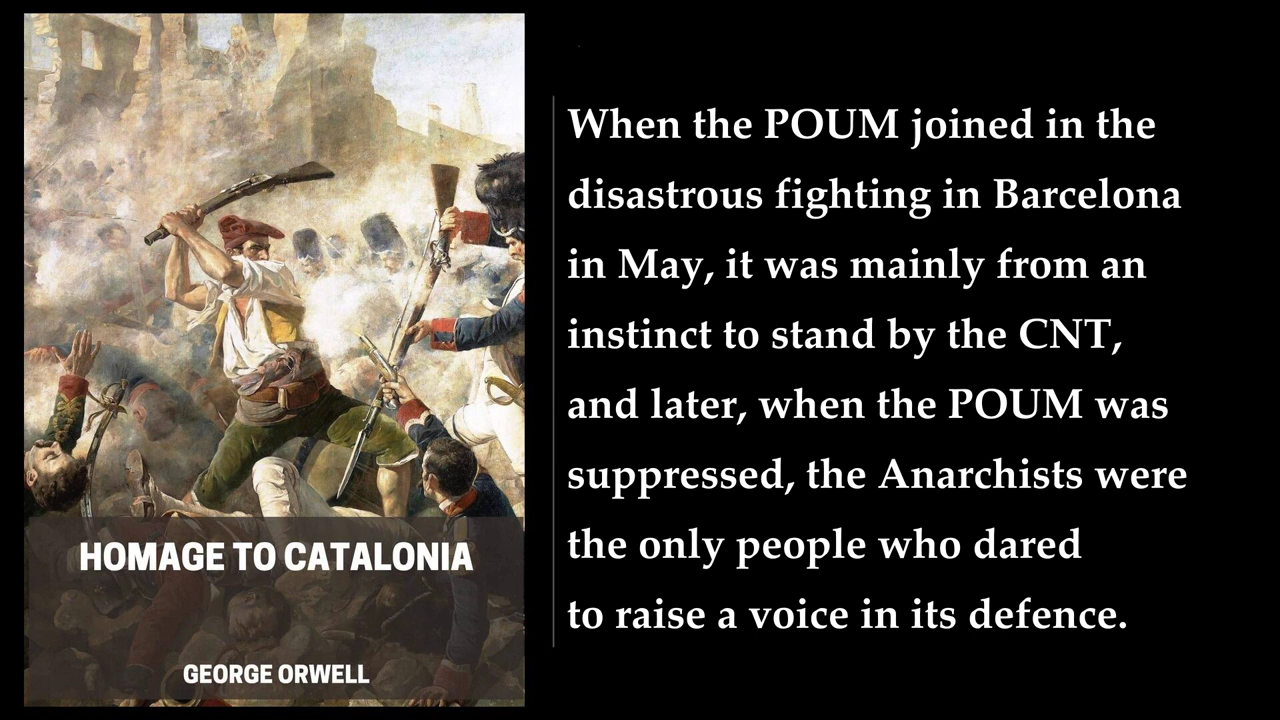 HOMAGE TO CATALONIA
GEORGE ORWELL
When the POUM joined in the
disastrous fighting in Barcelona
in May, it was mainly from an
instinct to stand by the CNT,
and later, when the POUM was
suppressed, the Anarchists were
the only people who dared
to raise a voice in its defence.